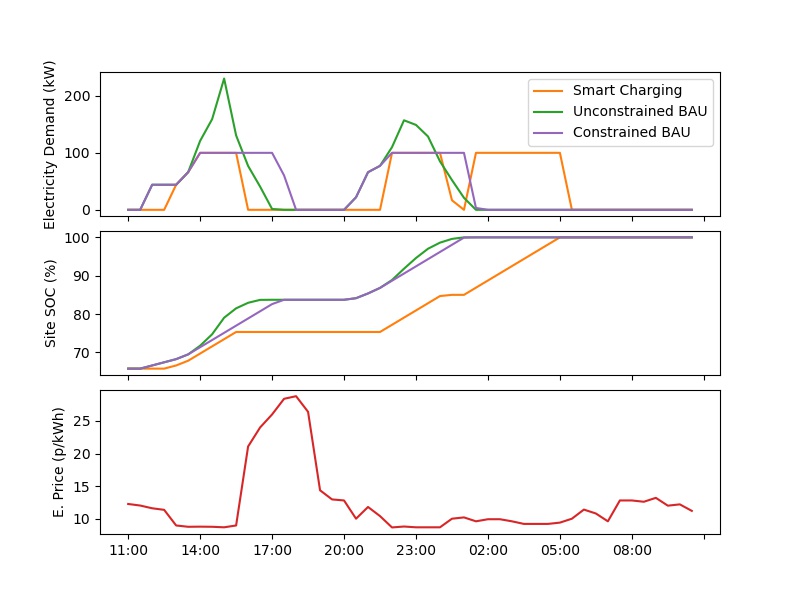 Electricity Demand (kW)
200
100
0
Smart Charging
Unconstrained BAU
Constrained BAU
Site SOC (%)
100
90
80
70
E. Price (p/kWh)
25
20
15
10
11:00 14:00 17:00 20:00 23:00 02:00 05:00 08:00